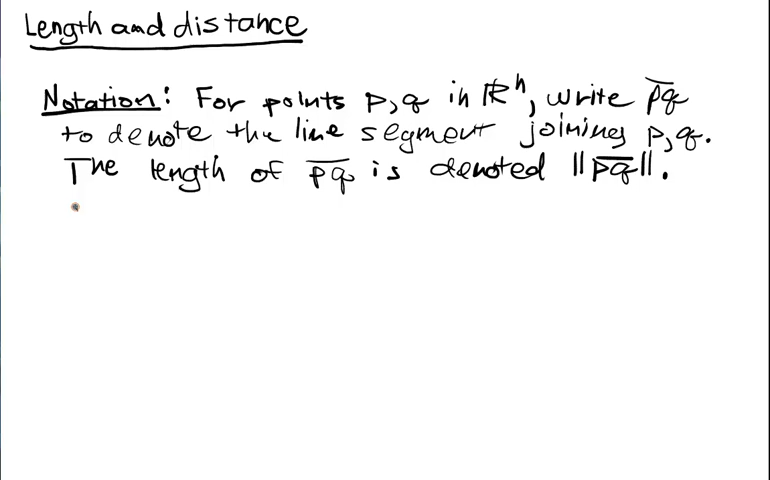 Length and distance
Notation: For points p, q in ℝⁿ, write p̅q̅
to denote the line segment joining p, q.
The length of p̅q̅ is denoted ||p̅q̅||.